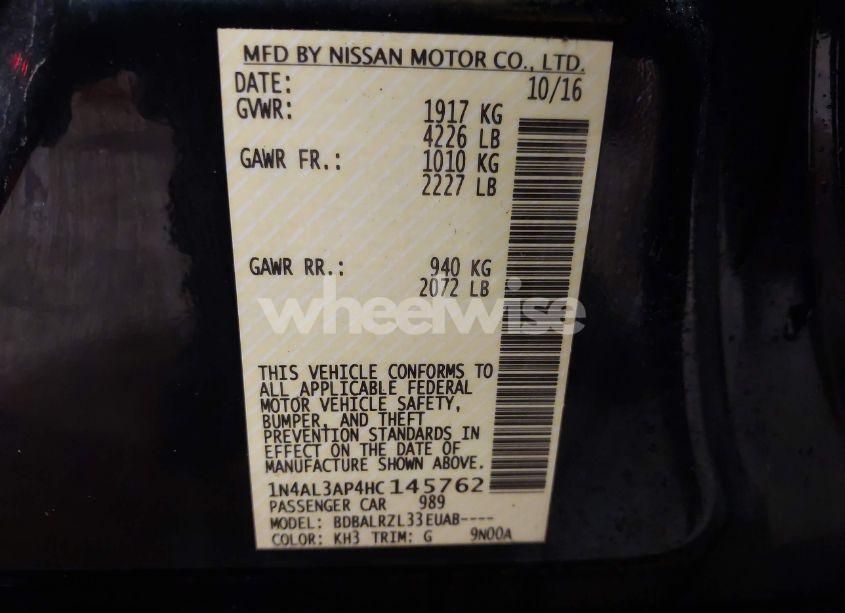 MFD BY NISSAN MOTOR CO., LTD.
DATE: 10/16
GVWR: 1917 KG
4226 LB
GAWR FR.: 1010 KG
2227 LB
GAWR RR.: 940 KG
2072 LB
wheelwise
THIS VEHICLE CONFORMS TO
ALL APPLICABLE FEDERAL
MOTOR VEHICLE SAFETY,
BUMPER, AND THEFT
PREVENTION STANDARDS IN
EFFECT ON THE DATE OF
MANUFACTURE SHOWN ABOVE.
1N4AL3AP4HC145762
PASSENGER CAR 989
MODEL: BDBALRZL33EUAB----
COLOR: KH3 TRIM: G 9N00A